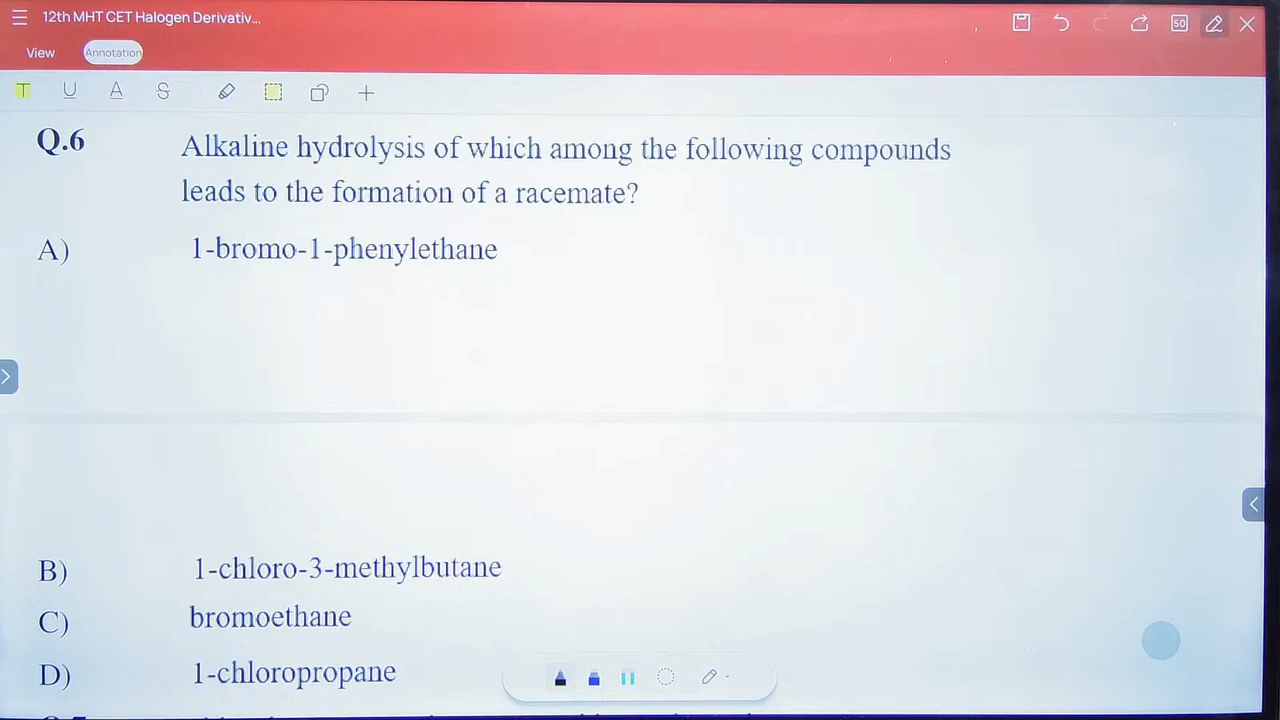 12th MHT CET Halogen Derivativ...
50
View
Annotation
T U A S
Q.6 Alkaline hydrolysis of which among the following compounds
leads to the formation of a racemate?
A) 1-bromo-1-phenylethane
B) 1-chloro-3-methylbutane
C) bromoethane
D) 1-chloropropane